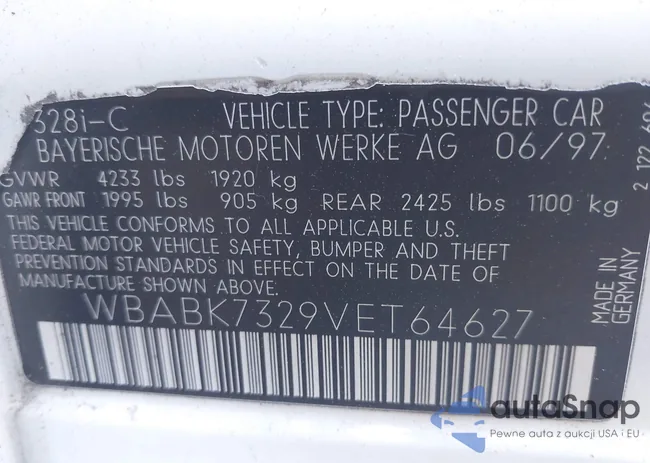 328i-C VEHICLE TYPE: PASSENGER CAR
BAYERISCHE MOTOREN WERKE AG 06/97
GVWR 4233 lbs 1920 kg
GAWR FRONT 1995 lbs 905 kg REAR 2425 lbs 1100 kg
THIS VEHICLE CONFORMS TO ALL APPLICABLE U.S.
FEDERAL MOTOR VEHICLE SAFETY, BUMPER AND THEFT
PREVENTION STANDARDS IN EFFECT ON THE DATE OF
MANUFACTURE SHOWN ABOVE:
WBABK7329VET64627
MADE IN
GERMANY
2 122
autoSnap
Pewne auta z aukcji USA i EU